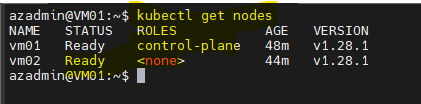 azadmin@VM01:~$ kubectl get nodes
NAME STATUS ROLES AGE VERSION
vm01 Ready control-plane 48m v1.28.1
vm02 Ready <none> 44m v1.28.1
azadmin@VM01:~$